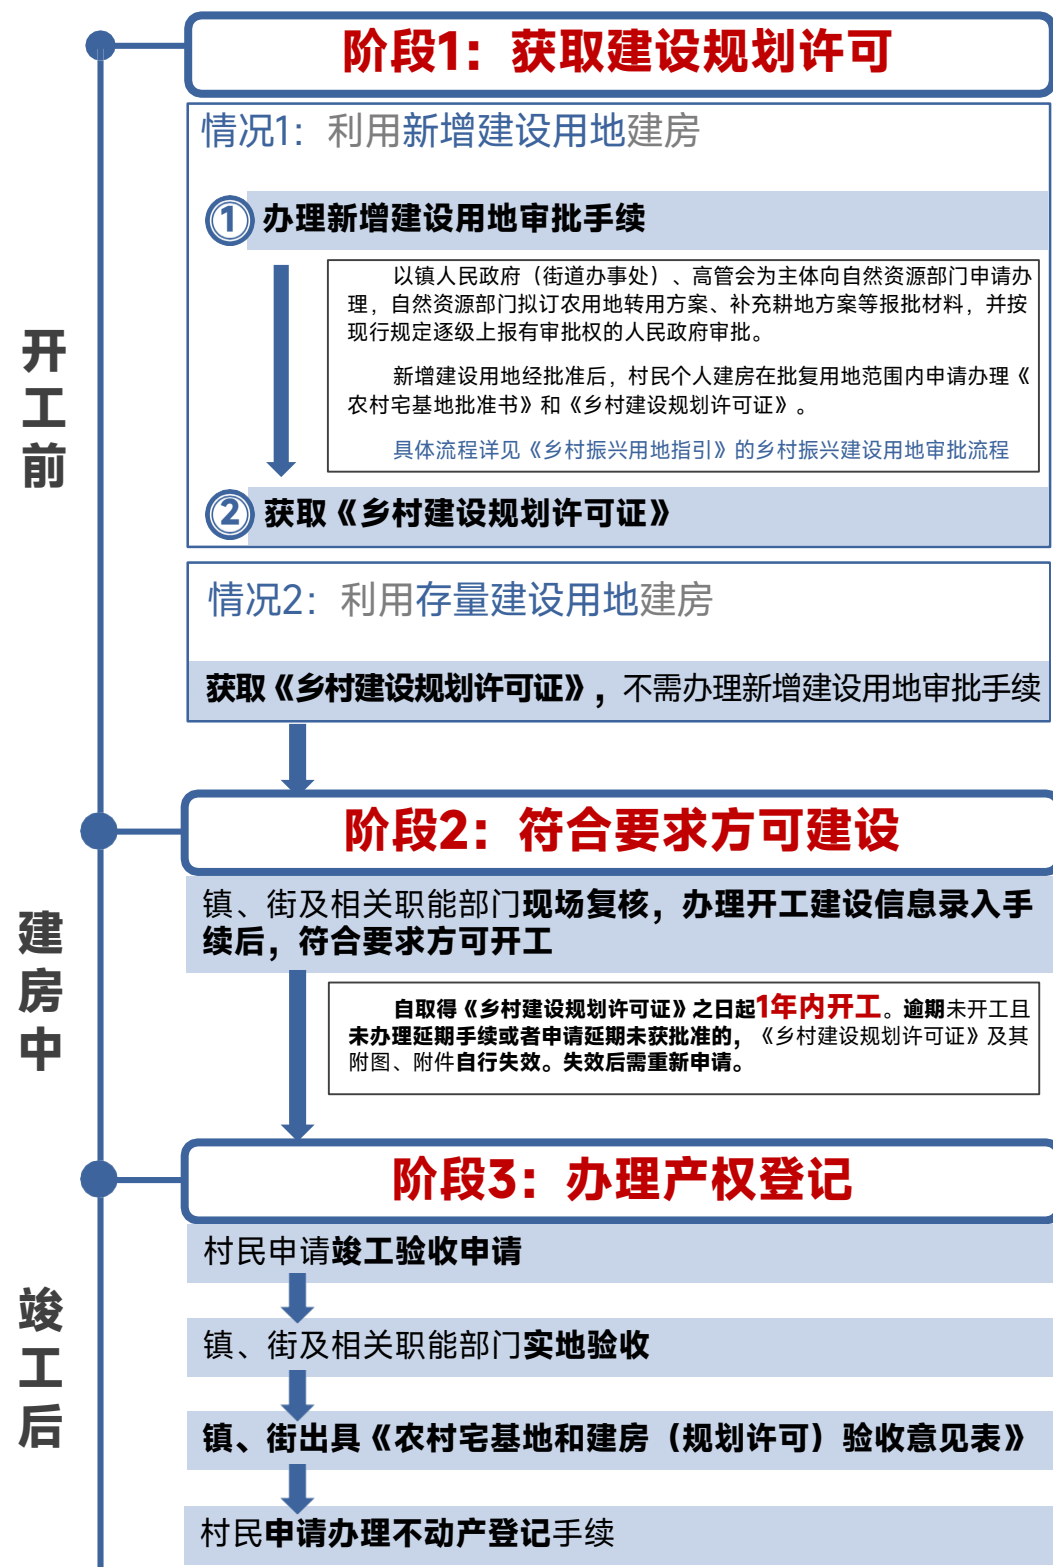 阶段1：获取建设规划许可
情况1：利用新增建设用地建房
① 办理新增建设用地审批手续
以镇人民政府（街道办事处）、高管会为主体向自然资源部门申请办
理，自然资源部门拟订农用地转用方案、补充耕地方案等报批材料，并按
现行规定逐级上报有审批权的人民政府审批。
新增建设用地经批准后，村民个人建房在批复用地范围内申请办理《
农村宅基地批准书》和《乡村建设规划许可证》。
具体流程详见《乡村振兴用地指引》的乡村振兴建设用地审批流程
② 获取《乡村建设规划许可证》
开
工
前
情况2：利用存量建设用地建房
获取《乡村建设规划许可证》，不需办理新增建设用地审批手续
阶段2：符合要求方可建设
镇、街及相关职能部门现场复核，办理开工建设信息录入手
续后，符合要求方可开工
自取得《乡村建设规划许可证》之日起1年内开工。逾期未开工且
未办理延期手续或者申请延期未获批准的，《乡村建设规划许可证》及其
附图、附件自行失效。失效后需重新申请。
建
房
中
阶段3：办理产权登记
村民申请竣工验收申请
镇、街及相关职能部门实地验收
镇、街出具《农村宅基地和建房（规划许可）验收意见表》
村民申请办理不动产登记手续
竣
工
后